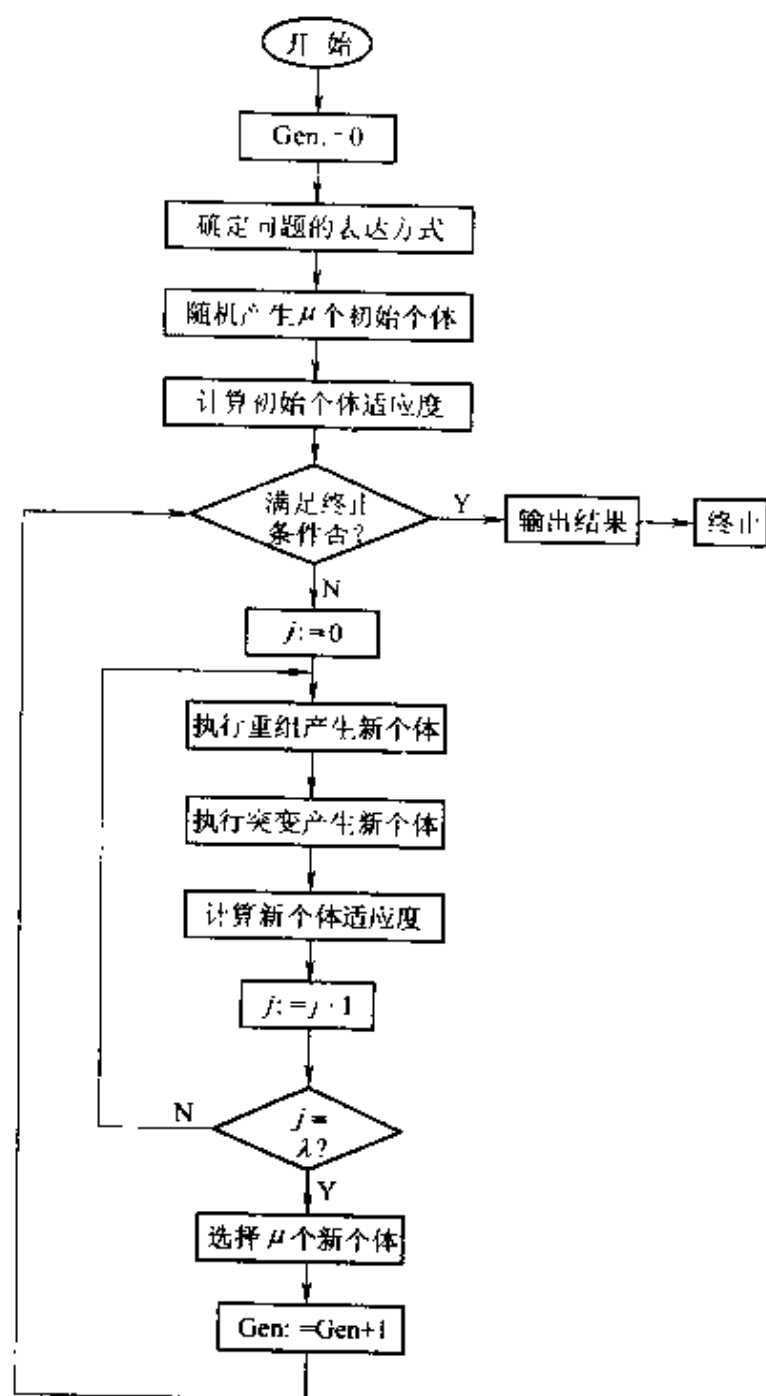 开始
Gen:=0
确定问题的表达方式
随机产生μ个初始个体
计算初始个体适应度
满足终止
条件否?
Y
输出结果
终止
N
j:=0
执行重组产生新个体
执行突变产生新个体
计算新个体适应度
j:=j+1
N
j=
λ?
Y
选择μ个新个体
Gen:=Gen+1